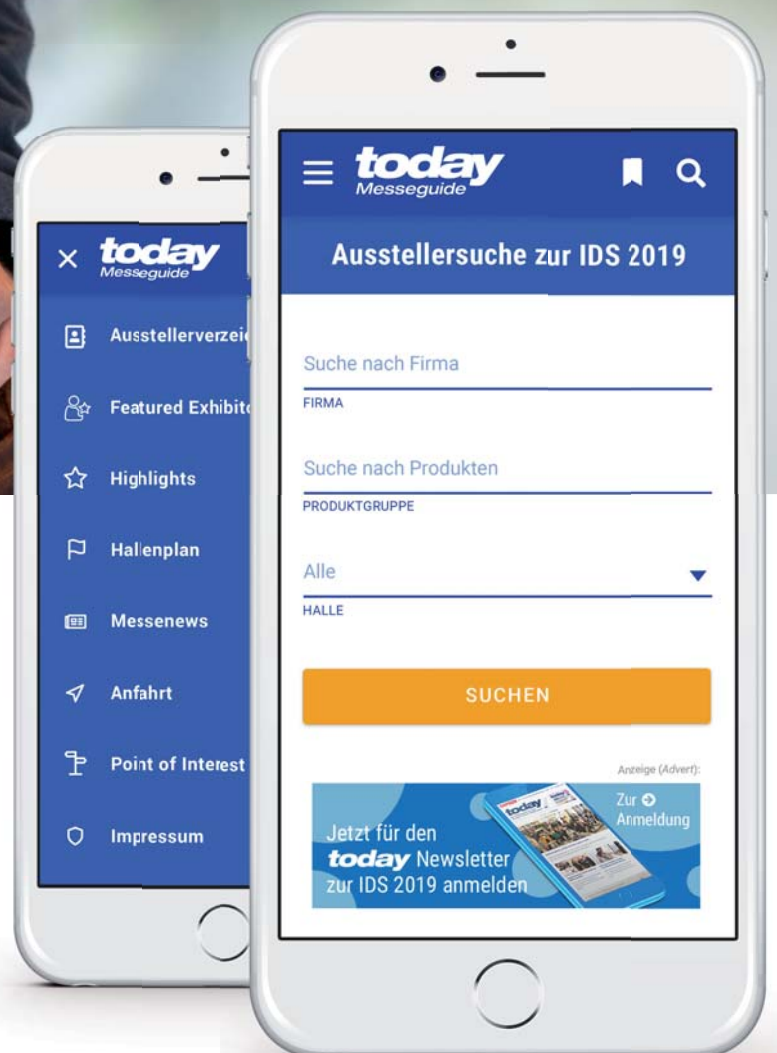 today
Messeguide
Highlights
Hallenplan
Messenews
Anfahrt
Point of Interest
Impressum
today
Messeguide
Ausstellersuche zur IDS 2019
Suche nach Firma
FIRMA
Suche nach Produkten
PRODUKTGRUPPE
Alle
HALLE
SUCHEN
Anzeige (Advert):
Jetzt für den
today Newsletter
zur IDS 2019 anmelden
Zur
Anmeldung
today
Featured